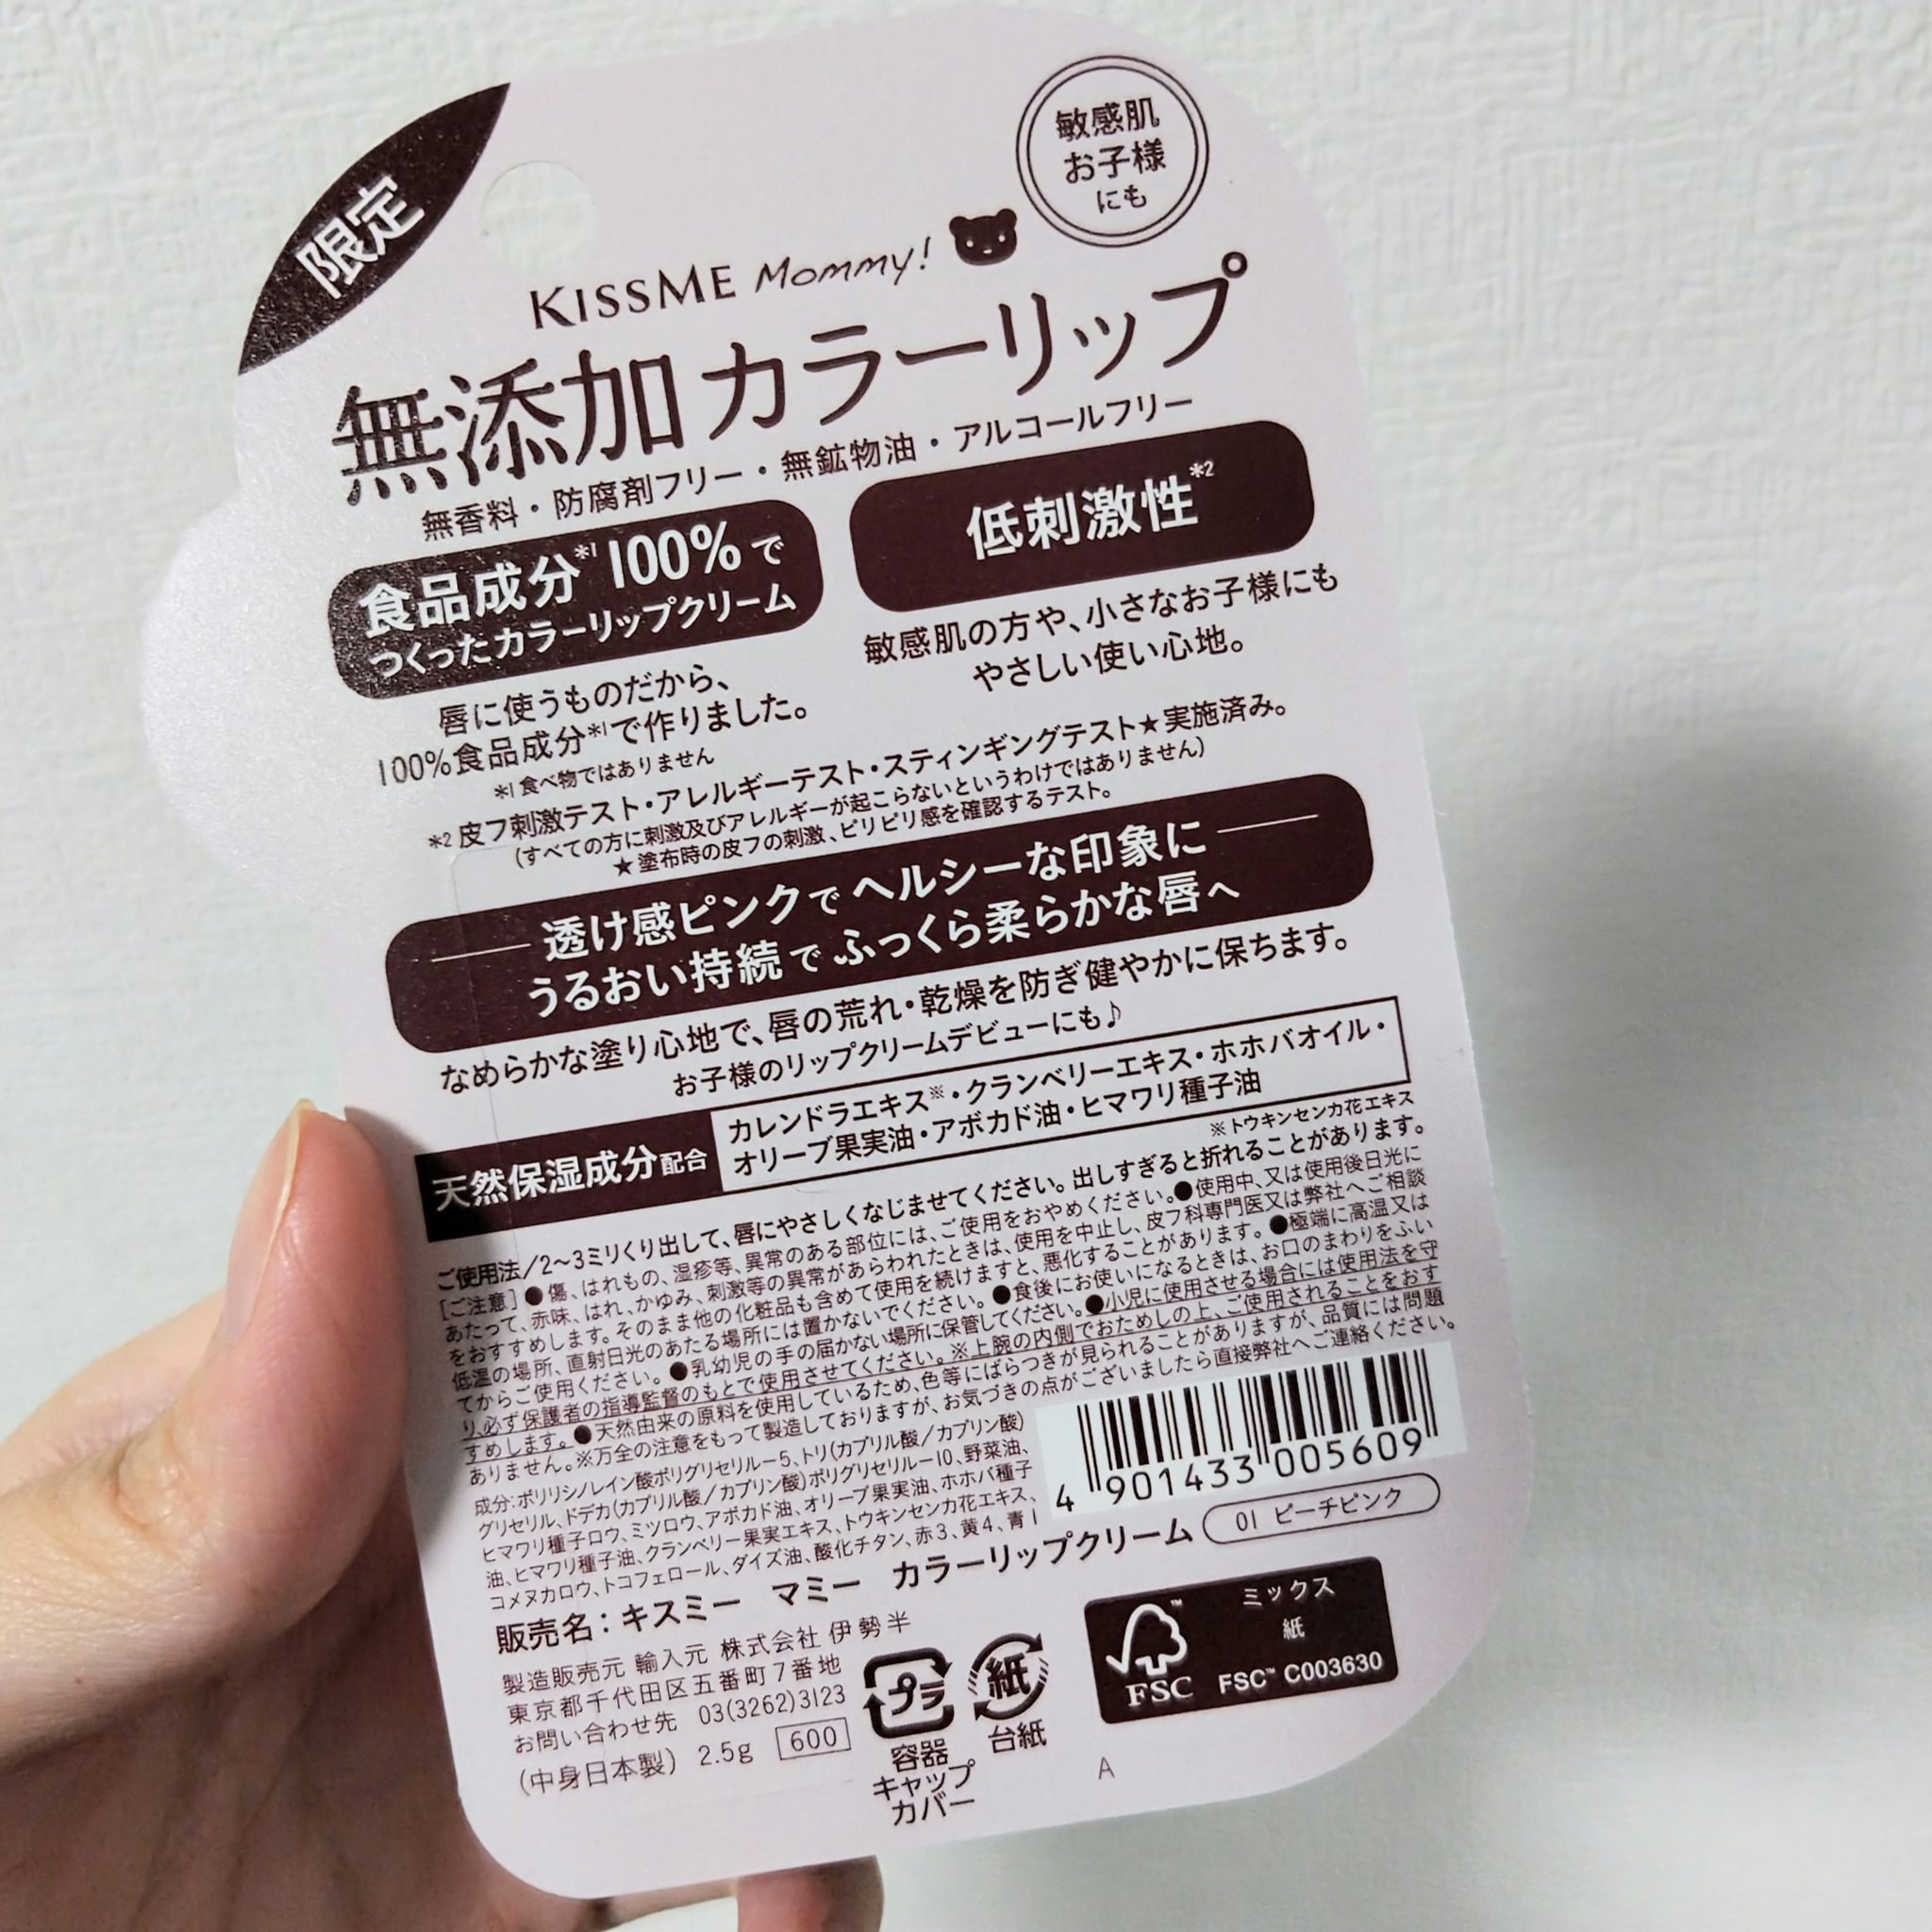 限定
敏感肌
お子様
にも
KISSME Mommy!
無添加カラーリップ
無香料・防腐剤フリー・無鉱物油・アルコールフリー
食品成分*1 100%で
つくったカラーリップクリーム
唇に使うものだから、
100%食品成分*1で作りました。
*1 食べ物ではありません
低刺激性*2
敏感肌の方や、小さなお子様にも
やさしい使い心地。
*2 皮フ刺激テスト・アレルギーテスト・スティンギングテスト★実施済み。
(すべての方に刺激及びアレルギーが起こらないというわけではありません)
★塗布時の皮フの刺激、ピリピリ感を確認するテスト。
透け感ピンクでヘルシーな印象に
うるおい持続でふっくら柔らかな唇へ
なめらかな塗り心地で、唇の荒れ・乾燥を防ぎ健やかに保ちます。
お子様のリップクリームデビューにも♪
天然保湿成分配合
カレンドラエキス※・クランベリーエキス・ホホバオイル・
オリーブ果実油・アボカド油・ヒマワリ種子油
※トウキンセンカ花エキス
ご使用法/2〜3ミリくり出して、唇にやさしくなじませてください。出しすぎると折れることがあります。
[ご注意]●傷、はれもの、湿疹等、異常のある部位には、ご使用をおやめください。●使用中、又は使用後日光に
あたって、赤味、はれ、かゆみ、刺激等の異常があらわれたときは、使用を中止し、皮フ科専門医又は弊社へご相談
をおすすめします。そのまま他の化粧品も含めて使用を続けますと、悪化することがあります。●極端に高温又は
低温の場所、直射日光のあたる場所には置かないでください。●食後にお使いになるときは、お口のまわりをふい
てからご使用ください。●乳幼児の手の届かない場所に保管してください。●小児に使用させる場合には使用法を守
り、必ず保護者の指導監督のもとで使用させてください。※上腕の内側でおためしの上、ご使用されることをおす
すめします。●天然由来の原料を使用しているため、色等にばらつきが見られることがありますが、品質には問題
ありません。※万全の注意をもって製造しておりますが、お気づきの点がございましたら直接弊社へご連絡ください。
成分:ポリリシノレイン酸ポリグリセリル-5、トリ(カプリル酸/カプリン酸)
グリセリル、ドデカ(カプリル酸/カプリン酸)ポリグリセリル-10、野菜油、
ヒマワリ種子ロウ、ミツロウ、アボカド油、オリーブ果実油、ホホバ種子
油、ヒマワリ種子油、クランベリー果実エキス、トウキンセンカ花エキス、
コメヌカロウ、トコフェロール、ダイズ油、酸化チタン、赤3、黄4、青1
4 901433 005609
販売名:キスミー マミー カラーリップクリーム
01 ピーチピンク
製造販売元 輸入元 株式会社 伊勢半
東京都千代田区五番町7番地
お問い合わせ先 03(3262)3123
(中身日本製) 2.5g 600
プラ
容器
キャップ
カバー
紙
台紙
FSC™
ミックス
紙
FSC™ C003630
A